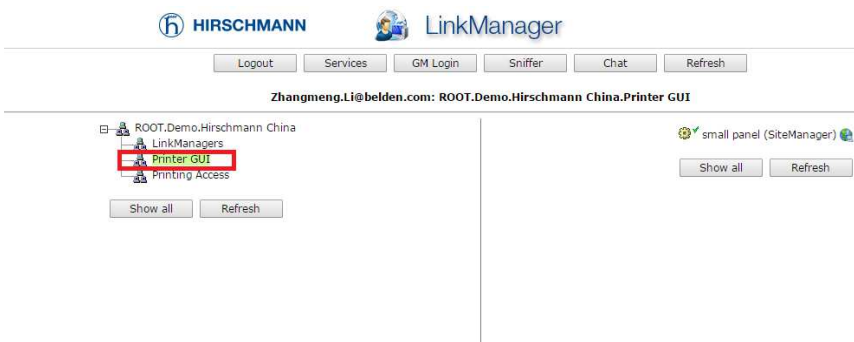 HIRSCHMANN LinkManager
Logout Services GM Login Sniffer Chat Refresh
Zhangmeng.Li@belden.com: ROOT.Demo.Hirschmann China.Printer GUI
ROOT.Demo.Hirschmann China
LinkManagers
Printer GUI
Printing Access
Show all Refresh
small panel (SiteManager)
Show all Refresh